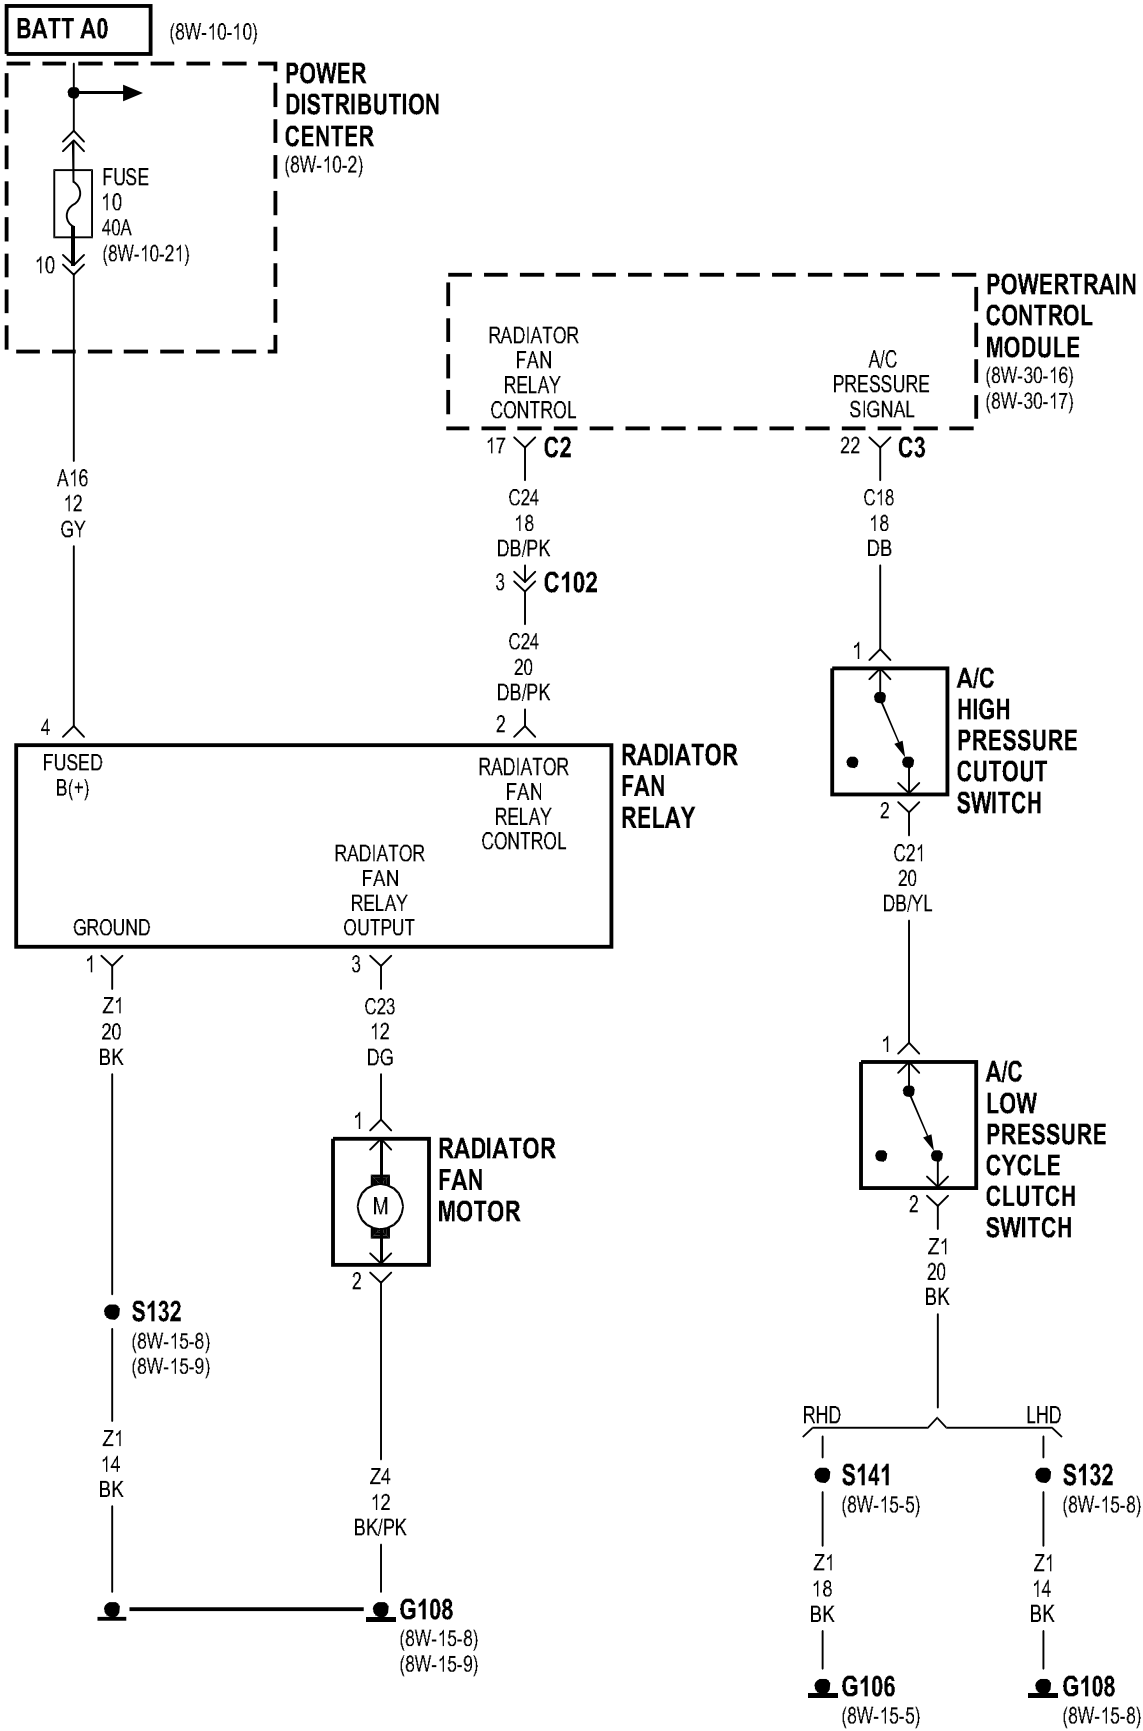 BATT A0
(8W-10-10)
POWER
DISTRIBUTION
CENTER
(8W-10-2)
FUSE
10
40A
(8W-10-21)
10
A16
12
GY
POWERTRAIN
CONTROL
MODULE
(8W-30-16)
(8W-30-17)
RADIATOR
FAN
RELAY
CONTROL
A/C
PRESSURE
SIGNAL
17
C2
22
C3
C24
18
DB/PK
C18
18
DB
3
C102
C24
20
DB/PK
4
2
FUSED
B(+)
RADIATOR
FAN
RELAY
CONTROL
RADIATOR
FAN
RELAY
RADIATOR
FAN
RELAY
OUTPUT
GROUND
1
A/C
HIGH
PRESSURE
CUTOUT
SWITCH
2
C21
20
DB/YL
1
3
Z1
20
BK
C23
12
DG
1
A/C
LOW
PRESSURE
CYCLE
CLUTCH
SWITCH
1
RADIATOR
FAN
MOTOR
M
2
2
Z1
20
BK
S132
(8W-15-8)
(8W-15-9)
Z1
14
BK
Z4
12
BK/PK
G108
(8W-15-8)
(8W-15-9)
RHD
LHD
S141
(8W-15-5)
S132
(8W-15-8)
Z1
18
BK
Z1
14
BK
G106
(8W-15-5)
G108
(8W-15-8)